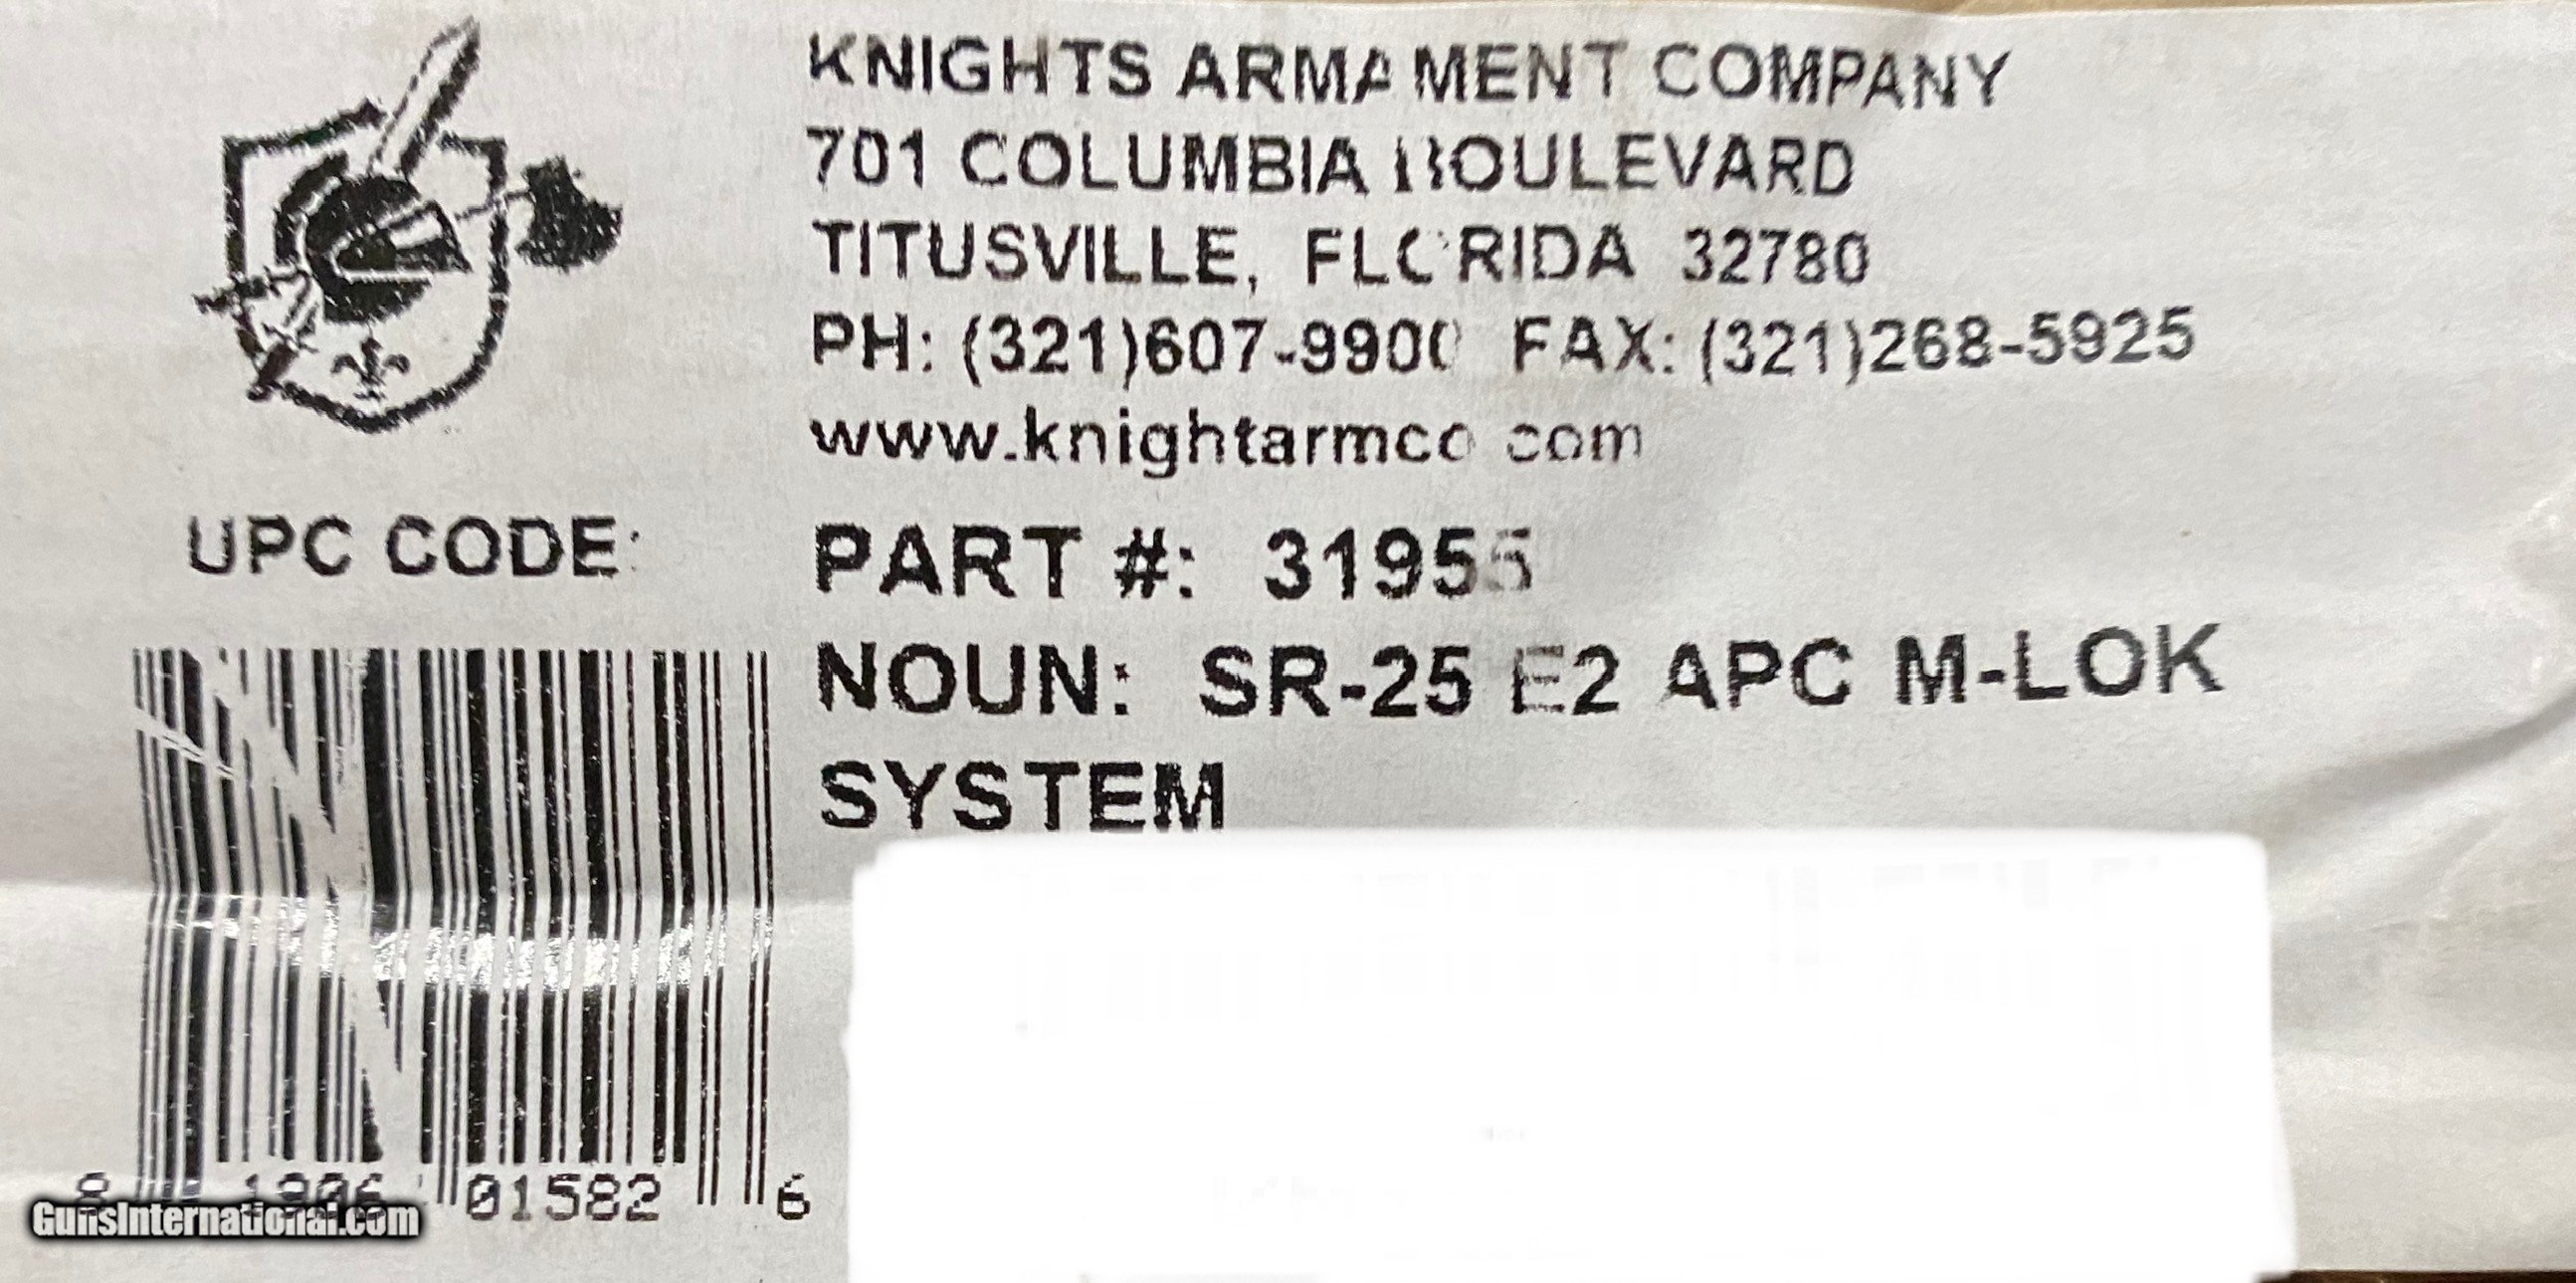 KNIGHTS ARMAMENT COMPANY
701 COLUMBIA BOULEVARD
TITUSVILLE, FLORIDA 32780
PH: (321)607-9900 FAX: (321)268-5925
www.knightarmco.com
UPC CODE:
PART #: 31955
NOUN: SR-25 E2 APC M-LOK
SYSTEM
8 01582 6
GunsInternational.com